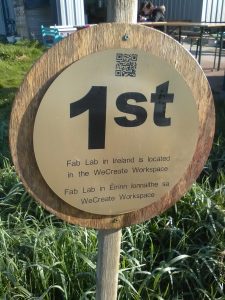 1st
Fab Lab in Ireland is located
in the WeCreate Workspace
Fab Lab in Éirinn lonnaithe sa
WeCreate Workspace